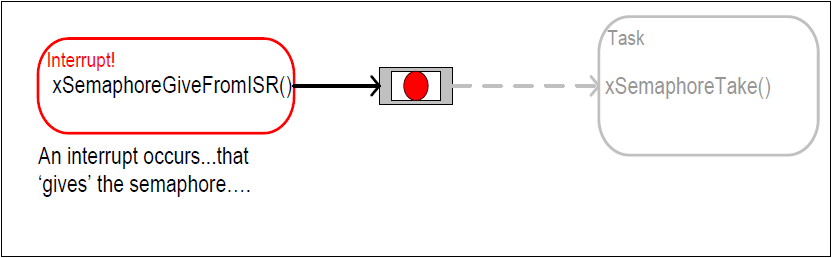 Interrupt!
xSemaphoreGiveFromISR()
Task
xSemaphoreTake()
An interrupt occurs...that
‘gives’ the semaphore….